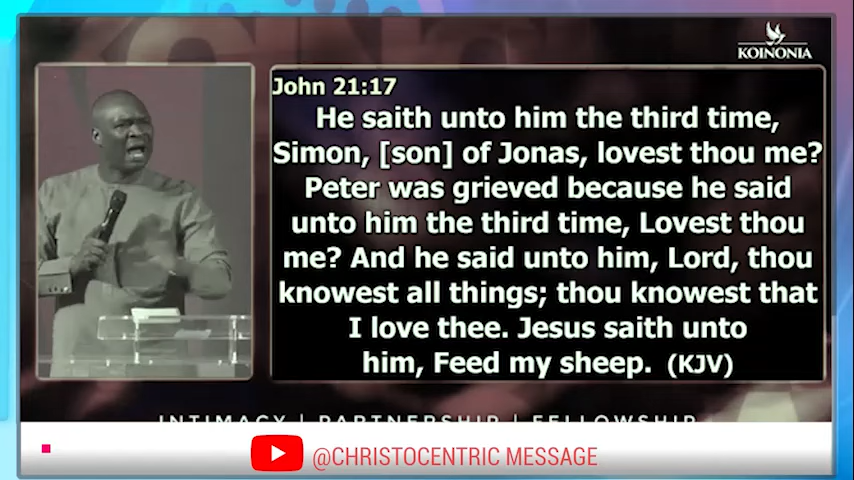 KOINONIA
John 21:17
He saith unto him the third time,
Simon, [son] of Jonas, lovest thou me?
Peter was grieved because he said
unto him the third time, Lovest thou
me? And he said unto him, Lord, thou
knowest all things; thou knowest that
I love thee. Jesus saith unto
him, Feed my sheep. (KJV)
INTIMACY | PARTNERSHIP | FELLOWSHIP
@CHRISTOCENTRIC MESSAGE